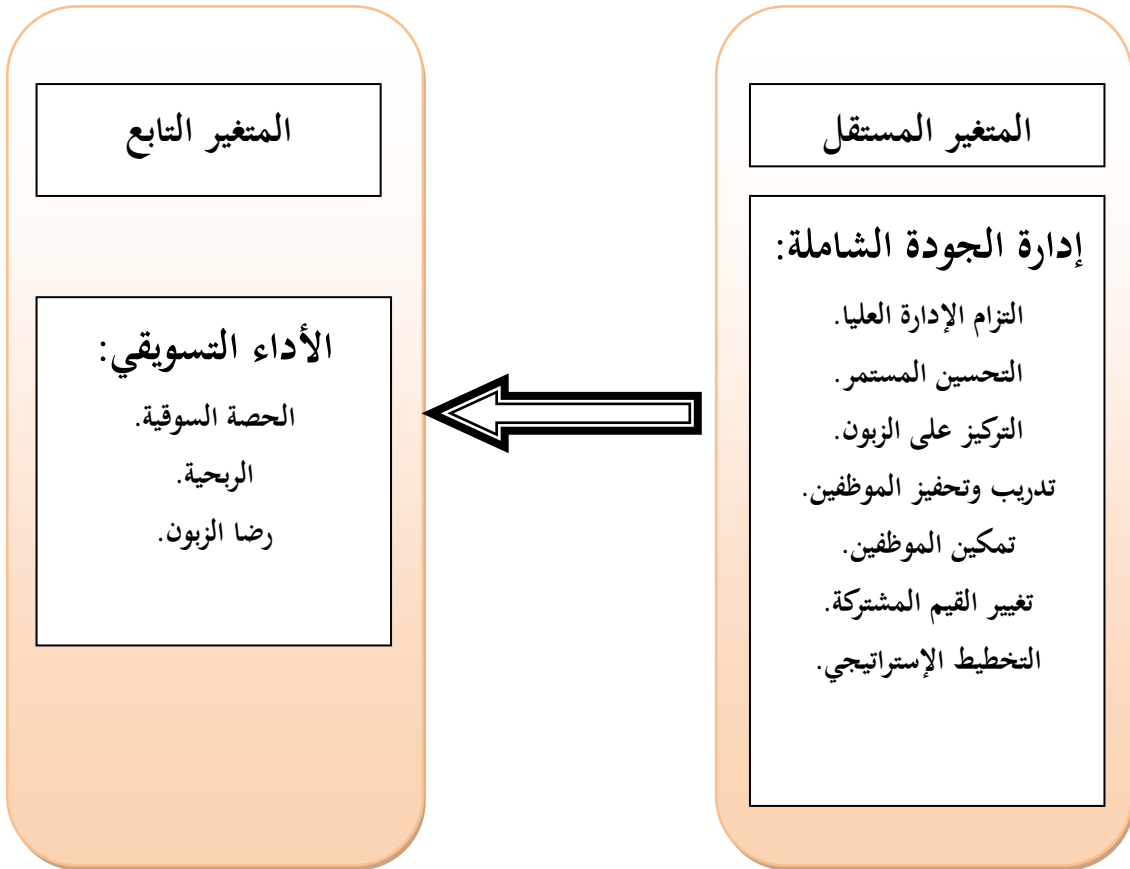 المتغير المستقل
إدارة الجودة الشاملة:
التزام الإدارة العليا.
التحسين المستمر.
التركيز على الزبون.
تدريب وتحفيز الموظفين.
تمكين الموظفين.
تغيير القيم المشتركة.
التخطيط الإستراتيجي.
المتغير التابع
الأداء التسويقي:
الحصة السوقية.
الربحية.
رضا الزبون.